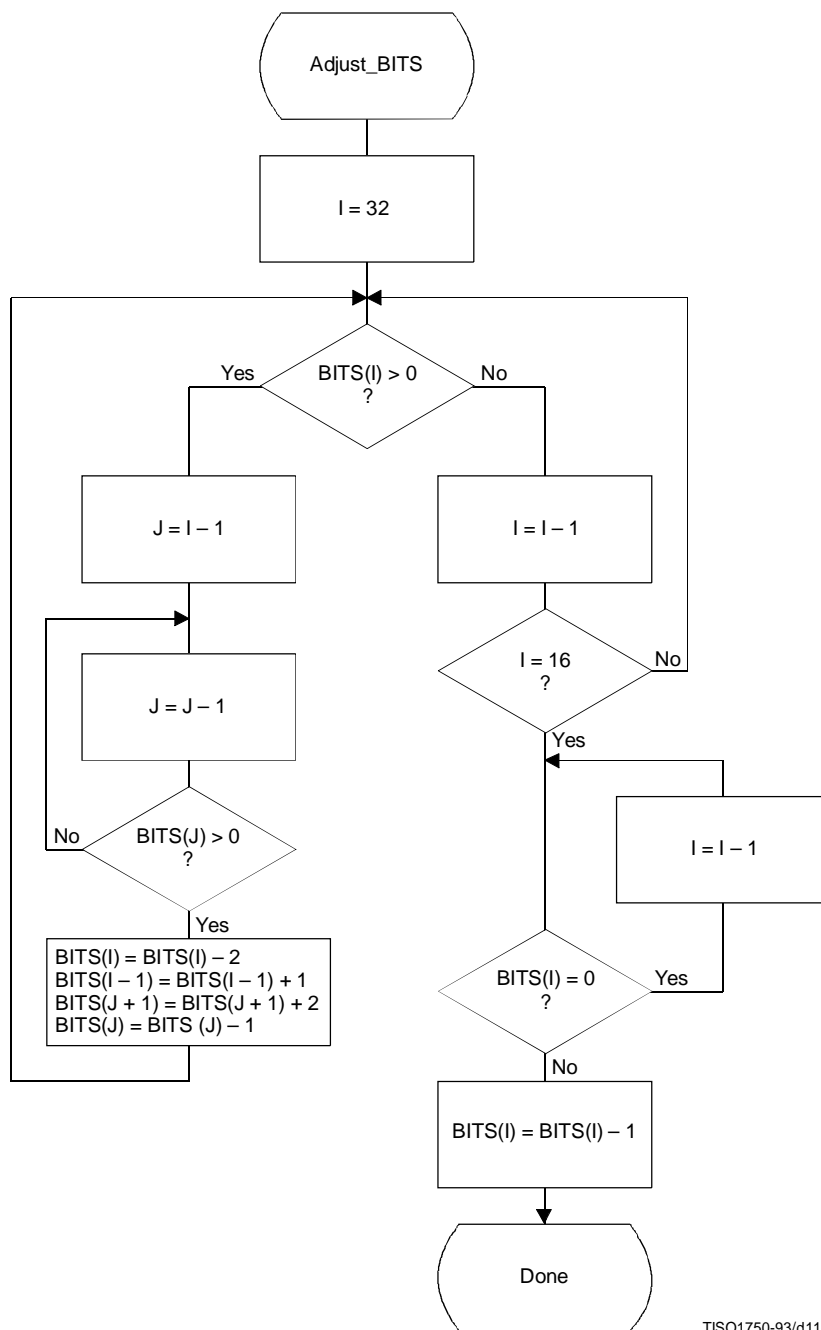 Adjust_BITS
I = 32
BITS(I) > 0
?
Yes
No
J = I – 1
I = I – 1
I = 16
?
No
Yes
J = J – 1
BITS(J) > 0
?
No
Yes
I = I – 1
BITS(I) = BITS(I) – 2
BITS(I – 1) = BITS(I – 1) + 1
BITS(J + 1) = BITS(J + 1) + 2
BITS(J) = BITS (J) – 1
BITS(I) = 0
?
Yes
No
BITS(I) = BITS(I) – 1
Done
TISO1750-93/d11